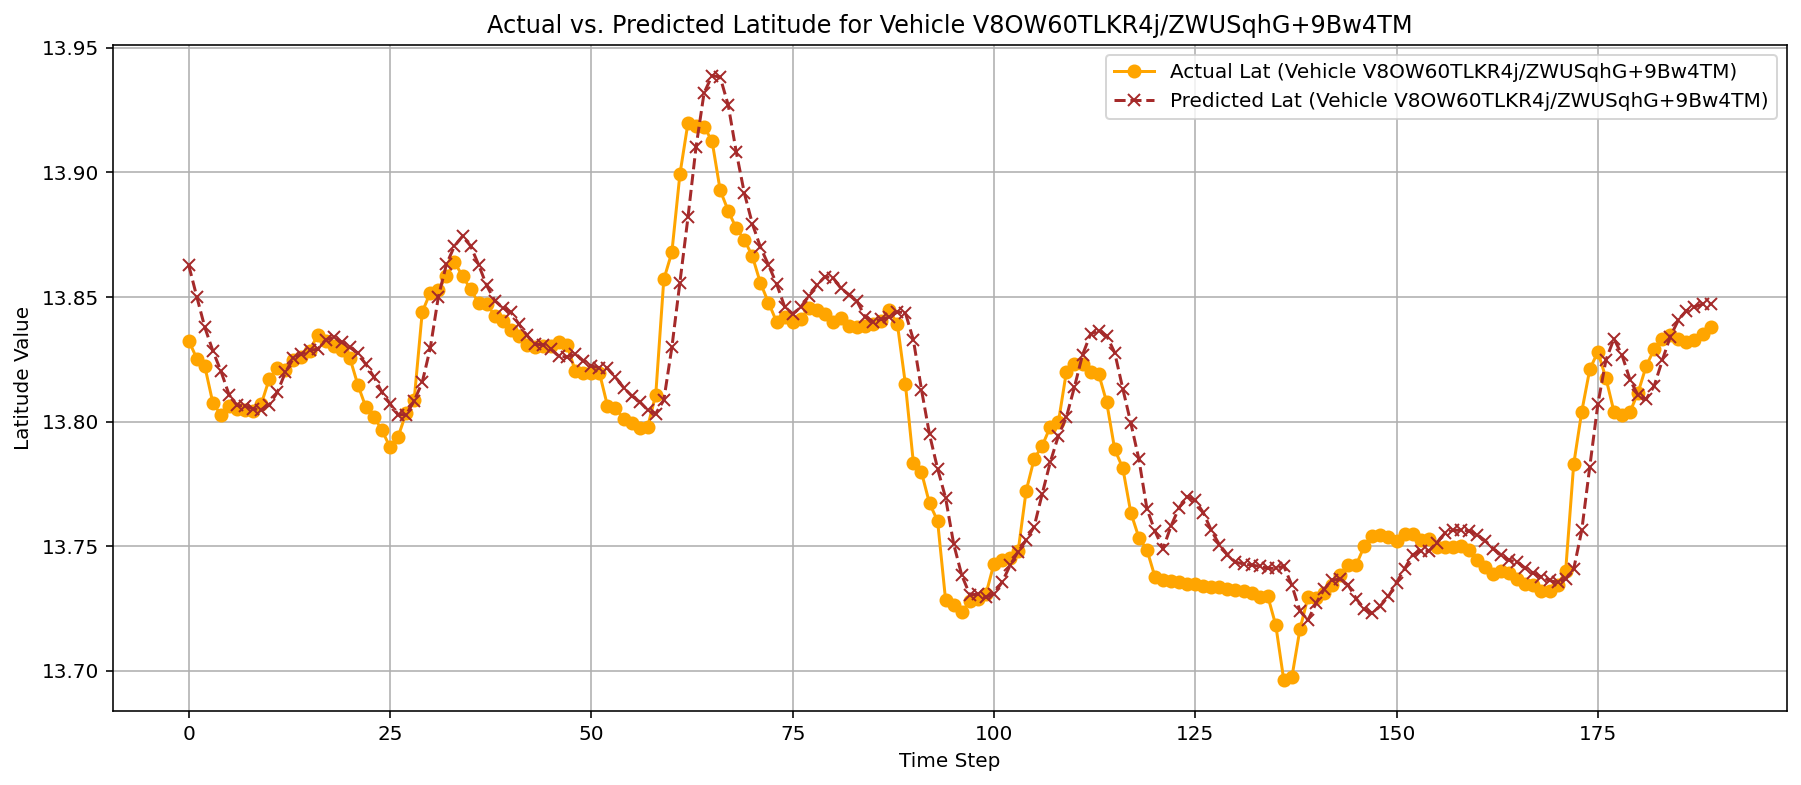 Actual vs. Predicted Latitude for Vehicle V8OW60TLKR4j/ZWUSqhG+9Bw4TM
Actual Lat (Vehicle V8OW60TLKR4j/ZWUSqhG+9Bw4TM)
Predicted Lat (Vehicle V8OW60TLKR4j/ZWUSqhG+9Bw4TM)
Latitude Value
13.95
13.90
13.85
13.80
13.75
13.70
0 25 50 75 100 125 150 175
Time Step